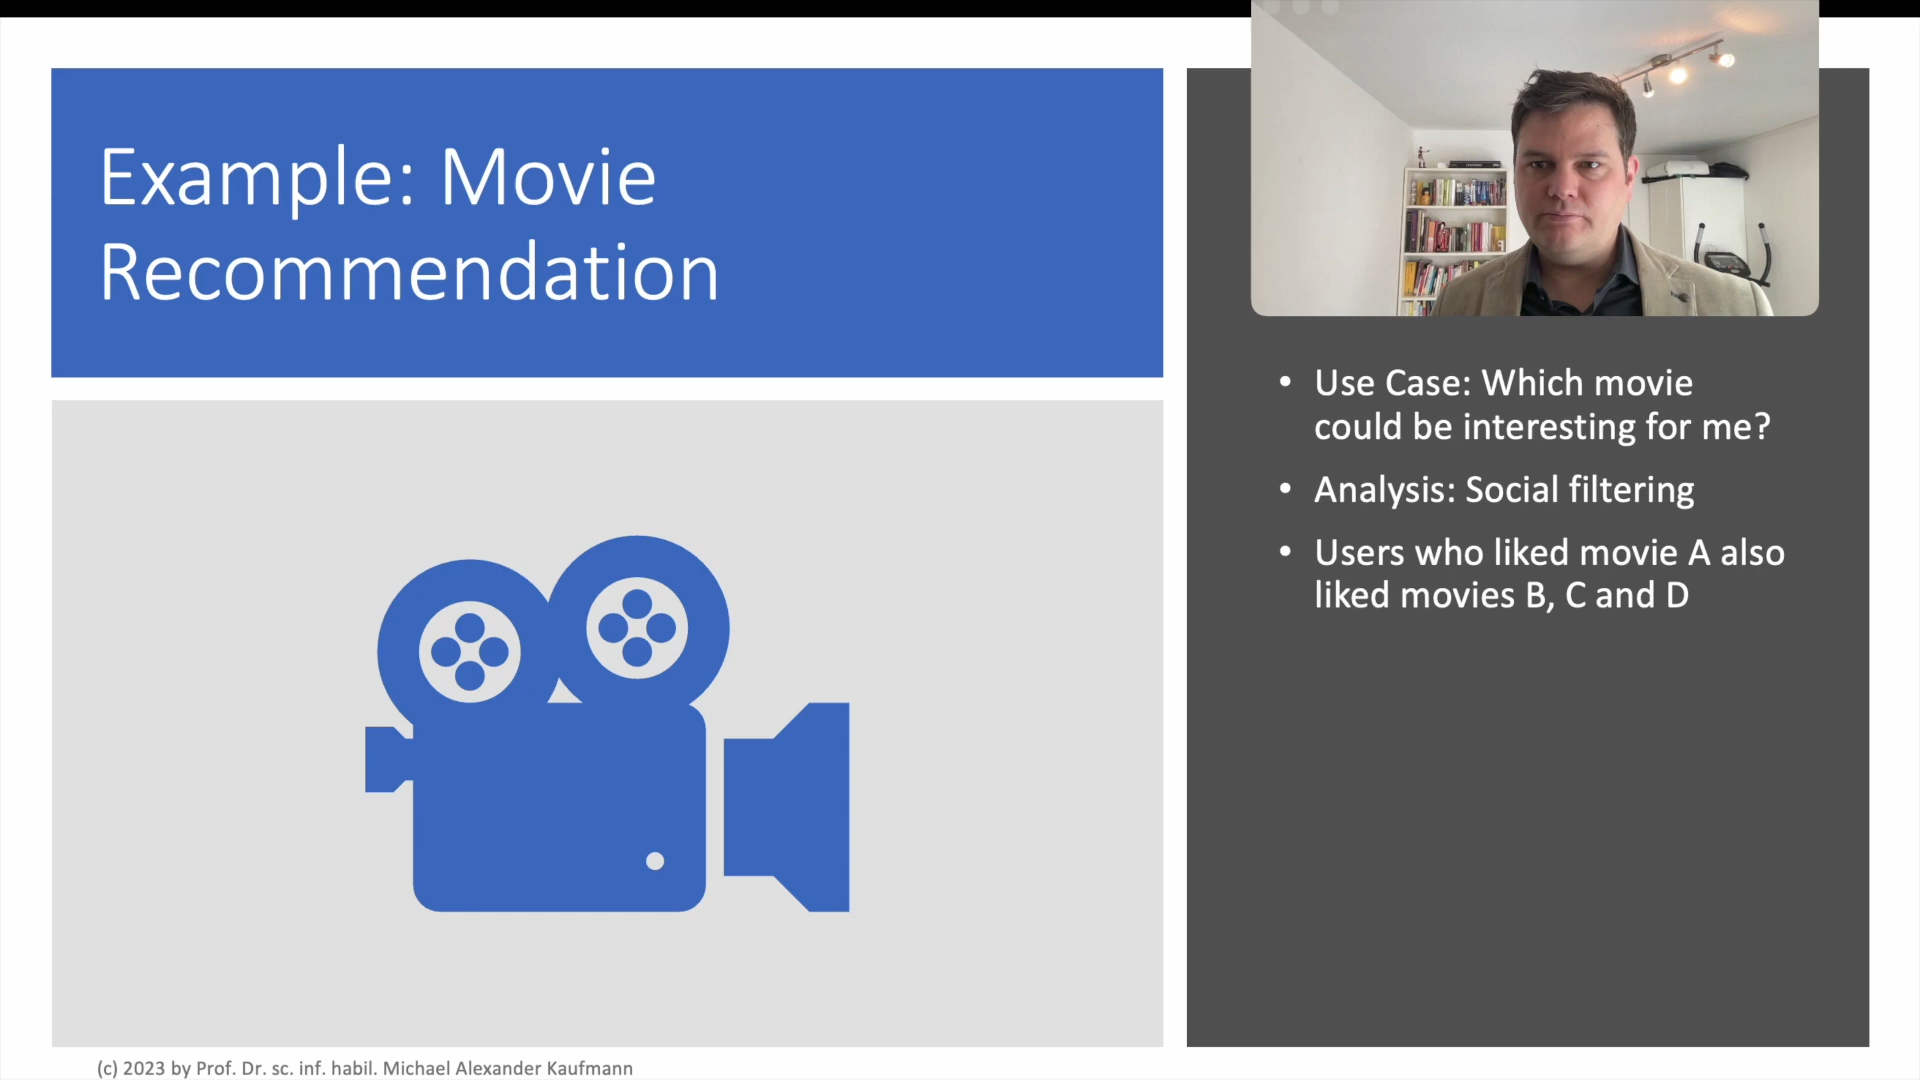 Example: Movie
Recommendation
• Use Case: Which movie
could be interesting for me?
• Analysis: Social filtering
• Users who liked movie A also
liked movies B, C and D
(c) 2023 by Prof. Dr. sc. inf. habil. Michael Alexander Kaufmann